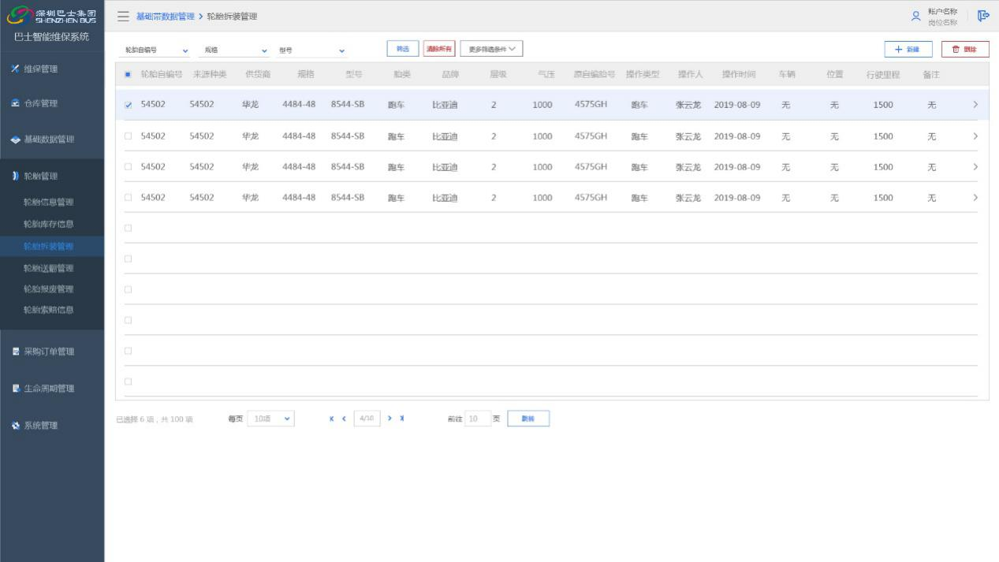 深圳巴士集团
SHENZHEN BUS
巴士智能维保系统
维保管理
仓库管理
基础数据管理
轮胎管理
轮胎信息管理
轮胎库存信息
轮胎拆装管理
轮胎送翻管理
轮胎报废管理
轮胎索赔信息
采购订单管理
生命周期管理
系统管理
基础带数据管理 > 轮胎拆装管理
账户名称
岗位名称
轮胎自编号 规格 型号 筛选 清除所有 更多筛选条件 + 新增 删除
轮胎自编号 来源种类 供货商 规格 型号 胎类 品牌 层级 气压 原自编胎号 操作类型 操作人 操作时间 车辆 位置 行驶里程 备注
54502 54502 华龙 4484-48 8544-SB 跑车 比亚迪 2 1000 4575GH 跑车 张云龙 2019-08-09 无 无 1500 无
54502 54502 华龙 4484-48 8544-SB 跑车 比亚迪 2 1000 4575GH 跑车 张云龙 2019-08-09 无 无 1500 无
54502 54502 华龙 4484-48 8544-SB 跑车 比亚迪 2 1000 4575GH 跑车 张云龙 2019-08-09 无 无 1500 无
54502 54502 华龙 4484-48 8544-SB 跑车 比亚迪 2 1000 4575GH 跑车 张云龙 2019-08-09 无 无 1500 无
已选择 6 项，共 100 项 每页 10项 4/10 前往 10 页 跳转